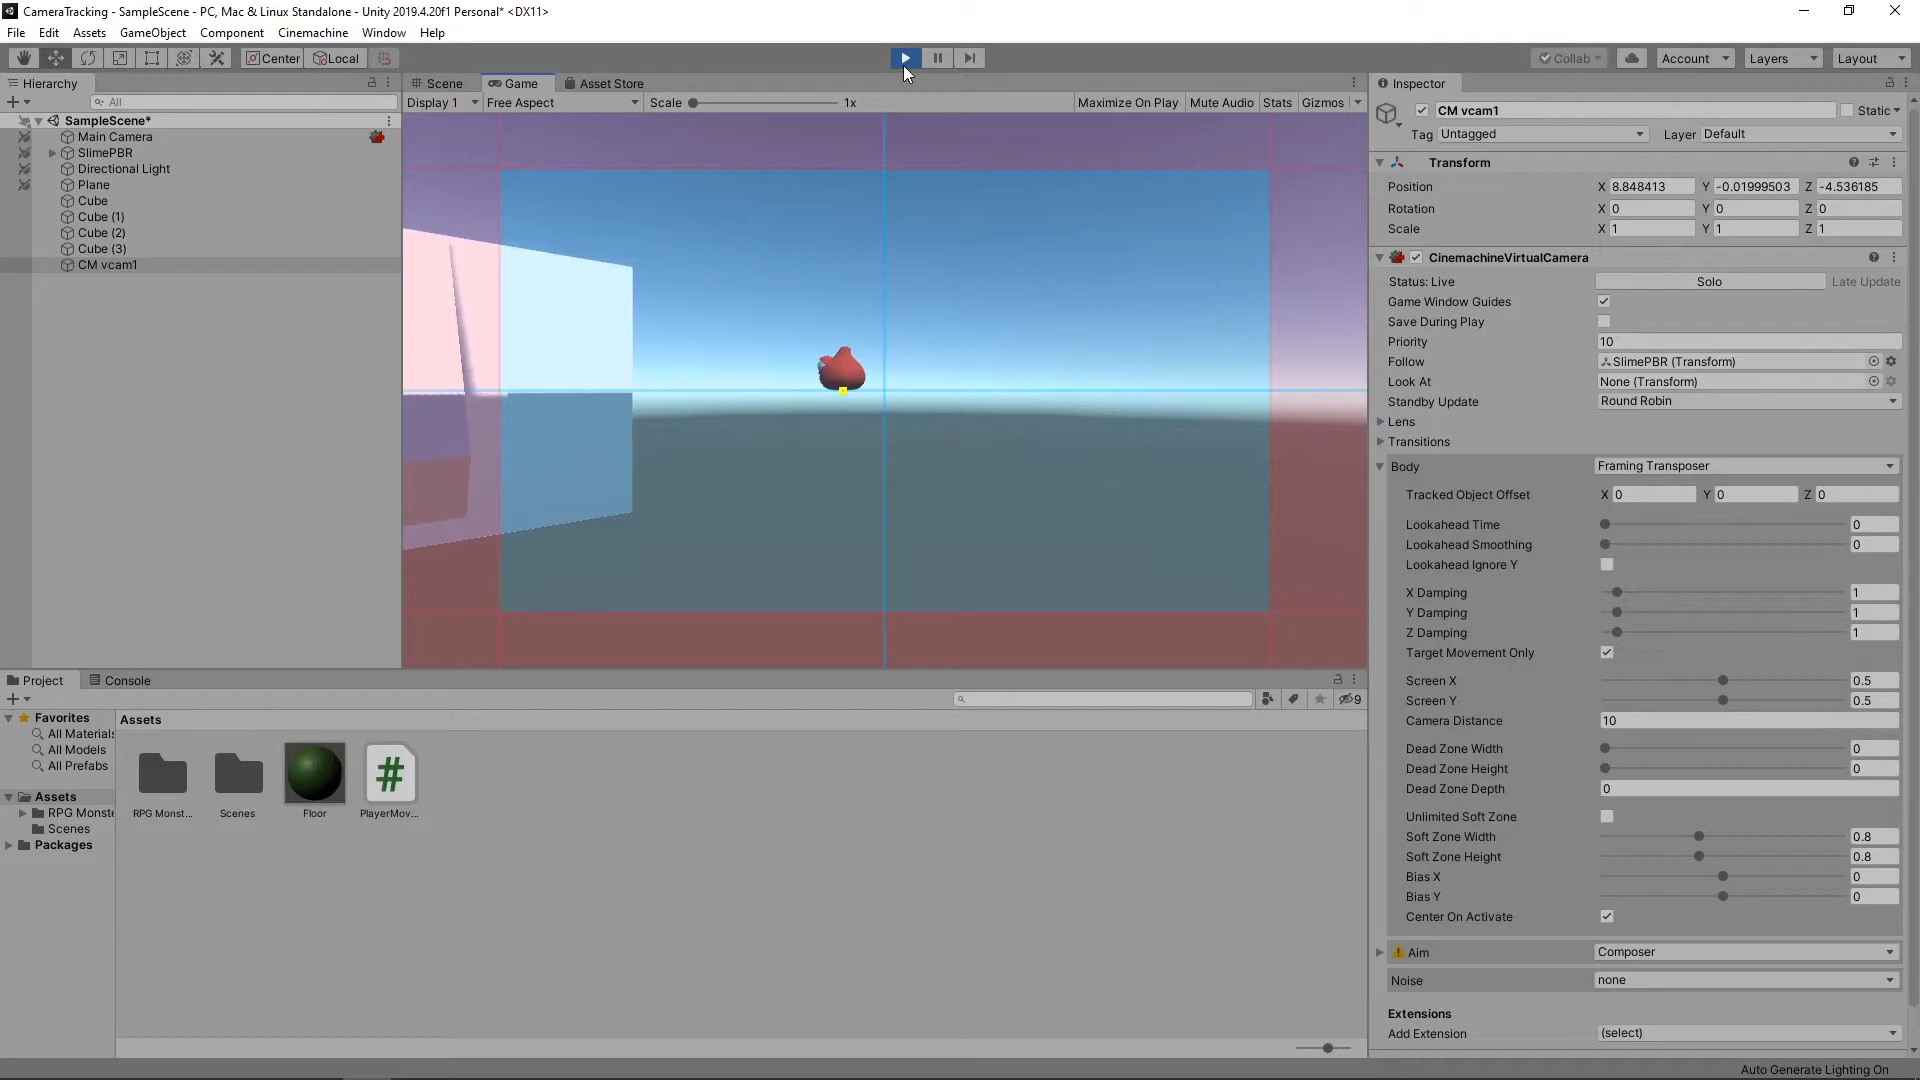 CameraTracking - SampleScene - PC, Mac & Linux Standalone - Unity 2019.4.20f1 Personal* <DX11>
File Edit Assets GameObject Component Cinemachine Window Help
Center Local Collab Account Layers Layout
Hierarchy
All
SampleScene*
Main Camera
SlimePBR
Directional Light
Plane
Cube
Cube (1)
Cube (2)
Cube (3)
CM vcam1
Scene Game Asset Store
Display 1 Free Aspect Scale 1x Maximize On Play Mute Audio Stats Gizmos
Inspector
CM vcam1 Static
Tag Untagged Layer Default
Transform
Position X 8.848413 Y -0.01999503 Z -4.536185
Rotation X 0 Y 0 Z 0
Scale X 1 Y 1 Z 1
CinemachineVirtualCamera
Status: Live Solo Late Update
Game Window Guides
Save During Play
Priority 10
Follow SlimePBR (Transform)
Look At None (Transform)
Standby Update Round Robin
Lens
Transitions
Body Framing Transposer
Tracked Object Offset X 0 Y 0 Z 0
Lookahead Time 0
Lookahead Smoothing 0
Lookahead Ignore Y
X Damping 1
Y Damping 1
Z Damping 1
Target Movement Only
Screen X 0.5
Screen Y 0.5
Camera Distance 10
Dead Zone Width 0
Dead Zone Height 0
Dead Zone Depth 0
Unlimited Soft Zone
Soft Zone Width 0.8
Soft Zone Height 0.8
Bias X 0
Bias Y 0
Center On Activate
Aim Composer
Noise none
Extensions
Add Extension (select)
Project Console
9
Favorites
All Materials
All Models
All Prefabs
Assets
RPG Monste
Scenes
Packages
Assets
RPG Monst... Scenes Floor PlayerMov...
Auto Generate Lighting On